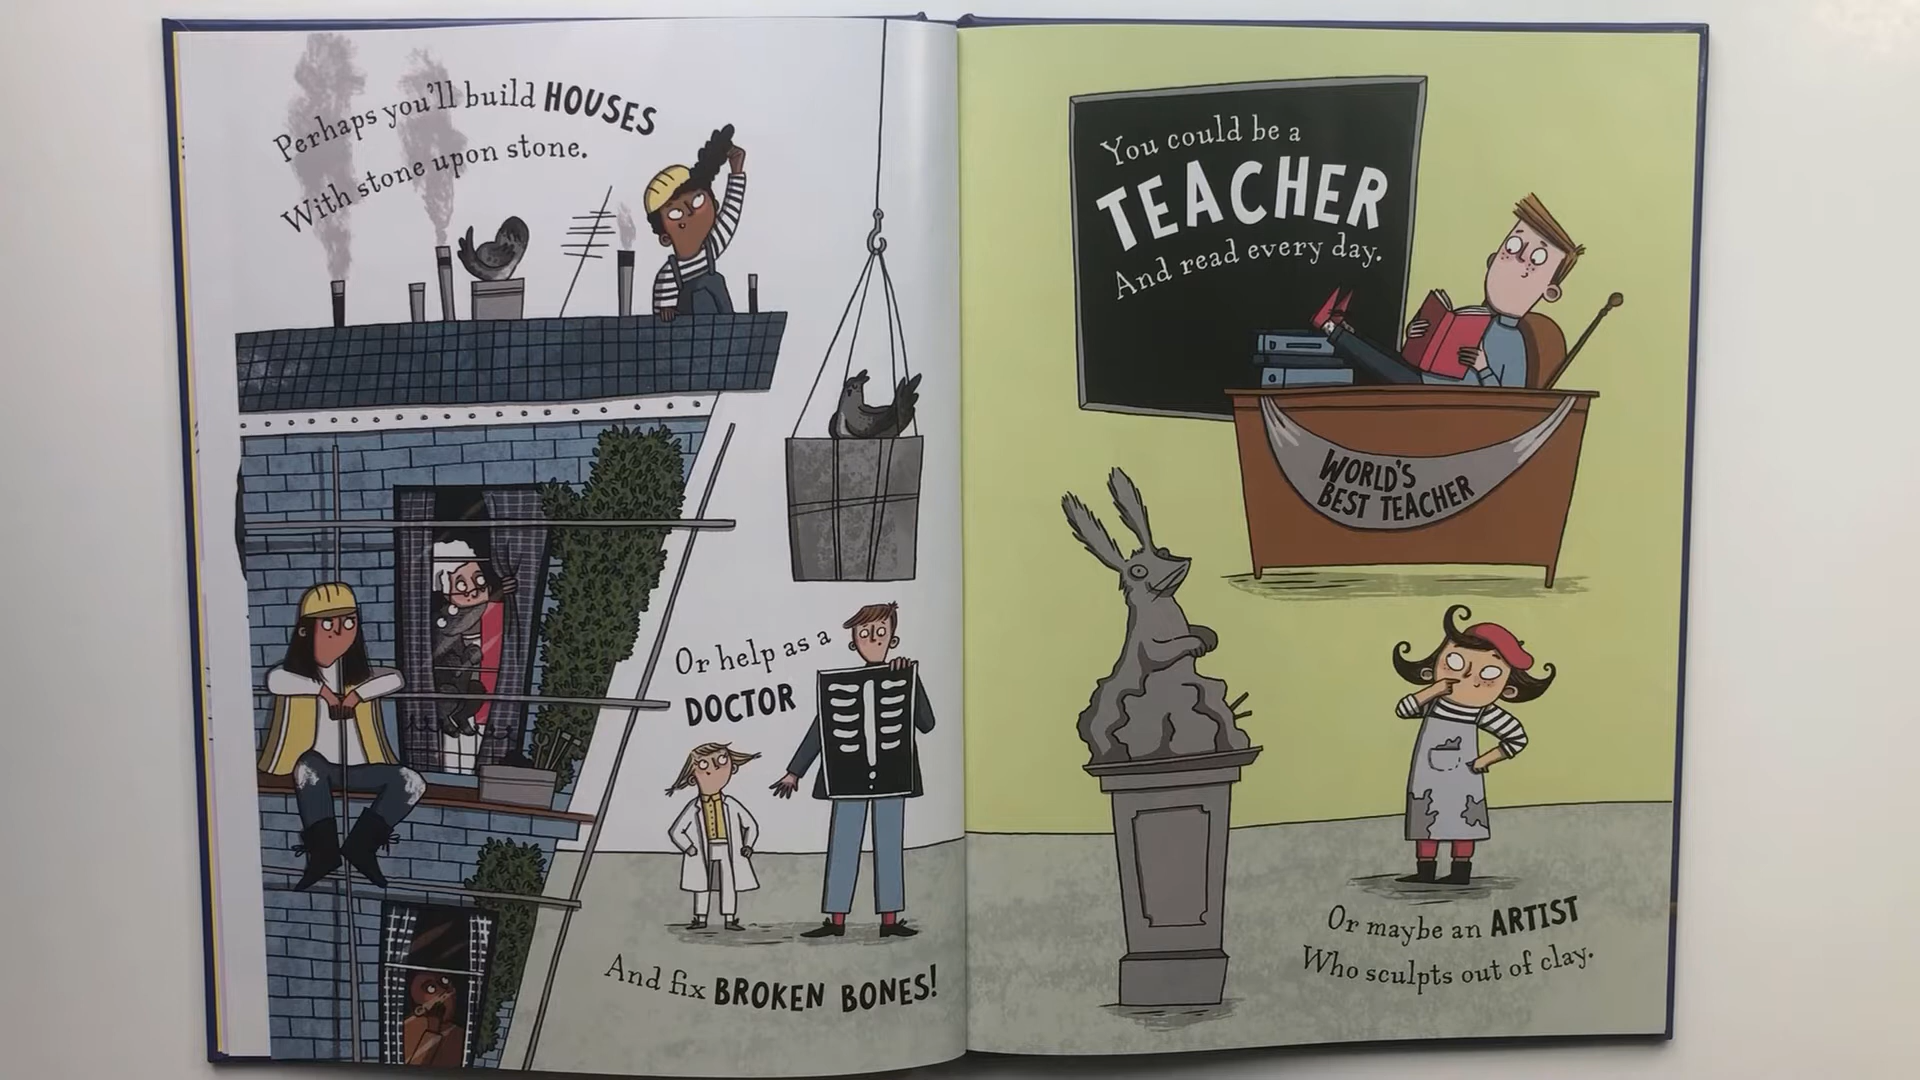 Perhaps you'll build HOUSES
With stone upon stone.
Or help as a
DOCTOR
And fix BROKEN BONES!
You could be a
TEACHER
And read every day.
WORLD'S
BEST TEACHER
Or maybe an ARTIST
Who sculpts out of clay.